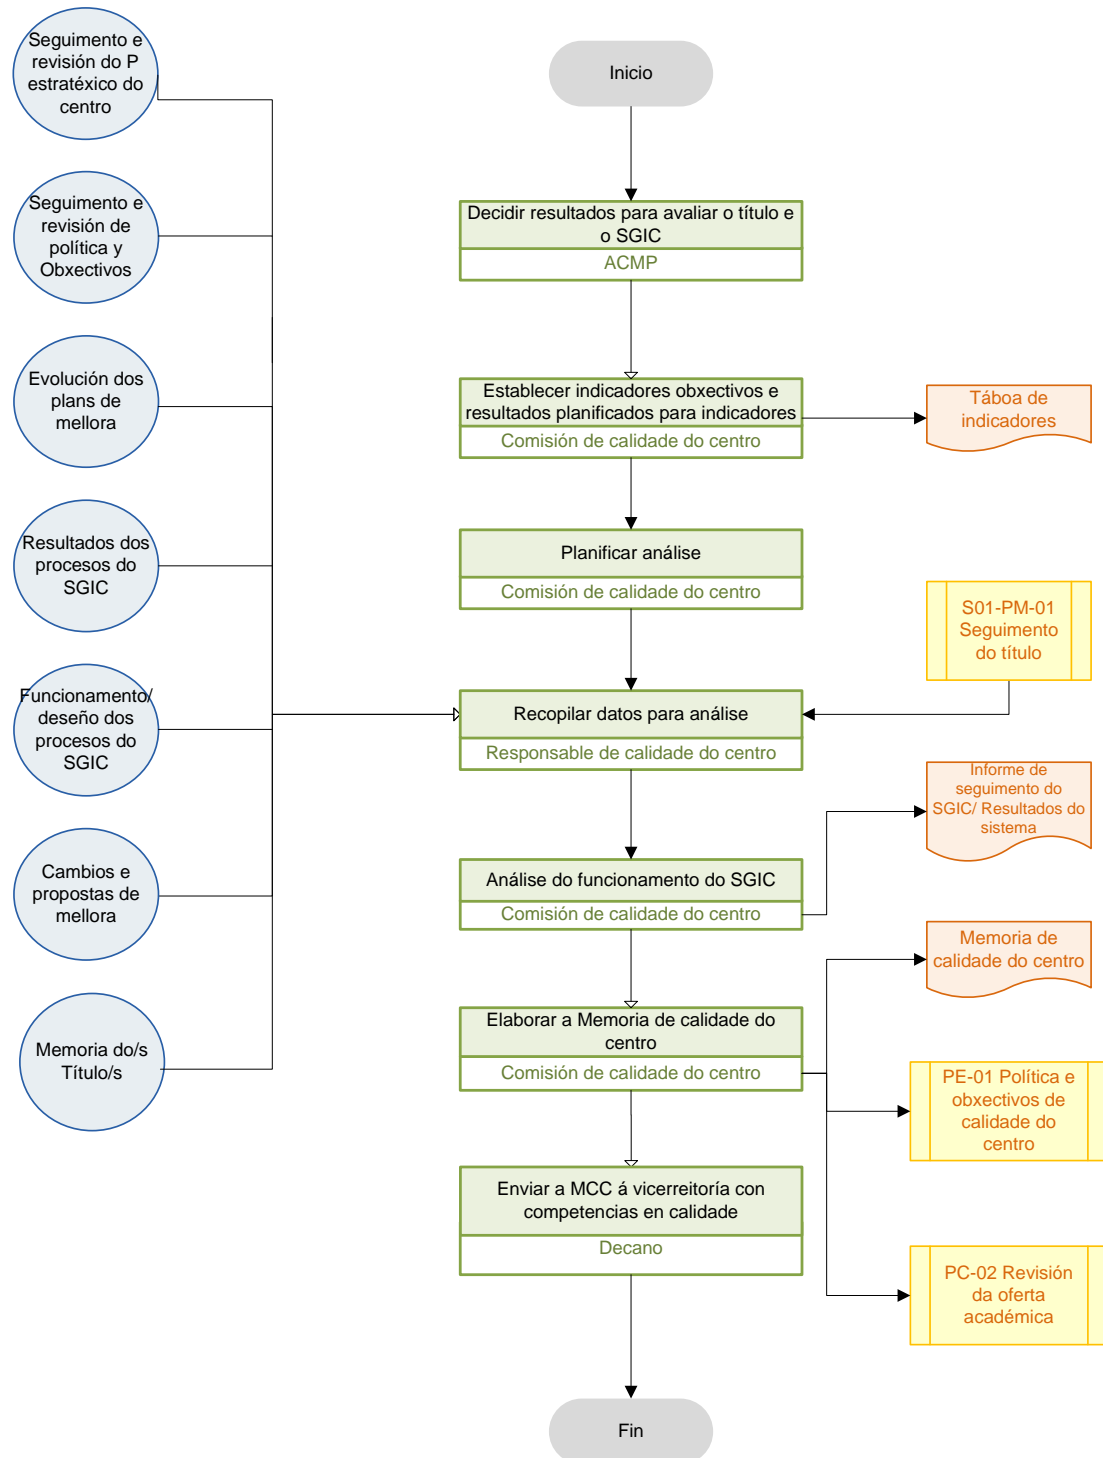 Seguimento e
revisión do P
estratéxico do
centro
Seguimento e
revisión de
política y
Obxectivos
Evolución dos
plans de
mellora
Resultados dos
procesos do
SGIC
Funcionamento/
deseño dos
procesos do
SGIC
Cambios e
propostas de
mellora
Memoria do/s
Título/s
Inicio
Decidir resultados para avaliar o título e
o SGIC
ACMP
Establecer indicadores obxectivos e
resultados planificados para indicadores
Comisión de calidade do centro
Planificar análise
Comisión de calidade do centro
Recopilar datos para análise
Responsable de calidade do centro
Análise do funcionamento do SGIC
Comisión de calidade do centro
Elaborar a Memoria de calidade do
centro
Comisión de calidade do centro
Enviar a MCC á vicerreitoría con
competencias en calidade
Decano
Fin
Táboa de
indicadores
S01-PM-01
Seguimento
do título
Informe de
seguimento do
SGIC/ Resultados do
sistema
Memoria de
calidade do centro
PE-01 Política e
obxectivos de
calidade do
centro
PC-02 Revisión
da oferta
académica